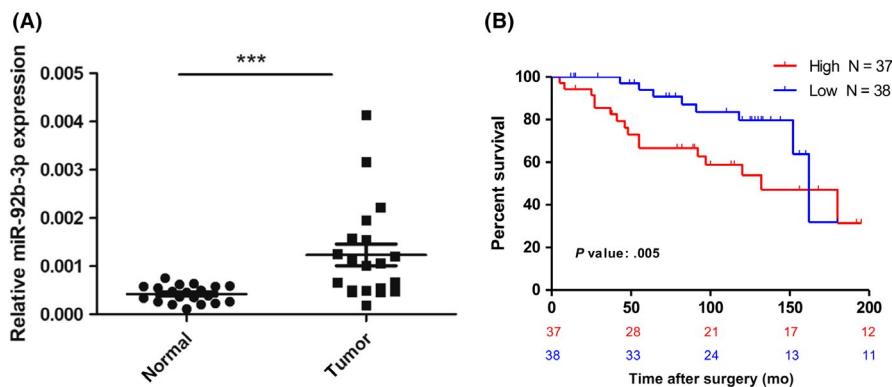 (A)
***
Relative miR-92b-3p expression
0.005
0.004
0.003
0.002
0.001
0.000
Normal
Tumor
(B)
High N = 37
Low N = 38
Percent survival
100
80
60
40
20
0
P value: .005
0 50 100 150 200
37 28 21 17 12
38 33 24 13 11
Time after surgery (mo)